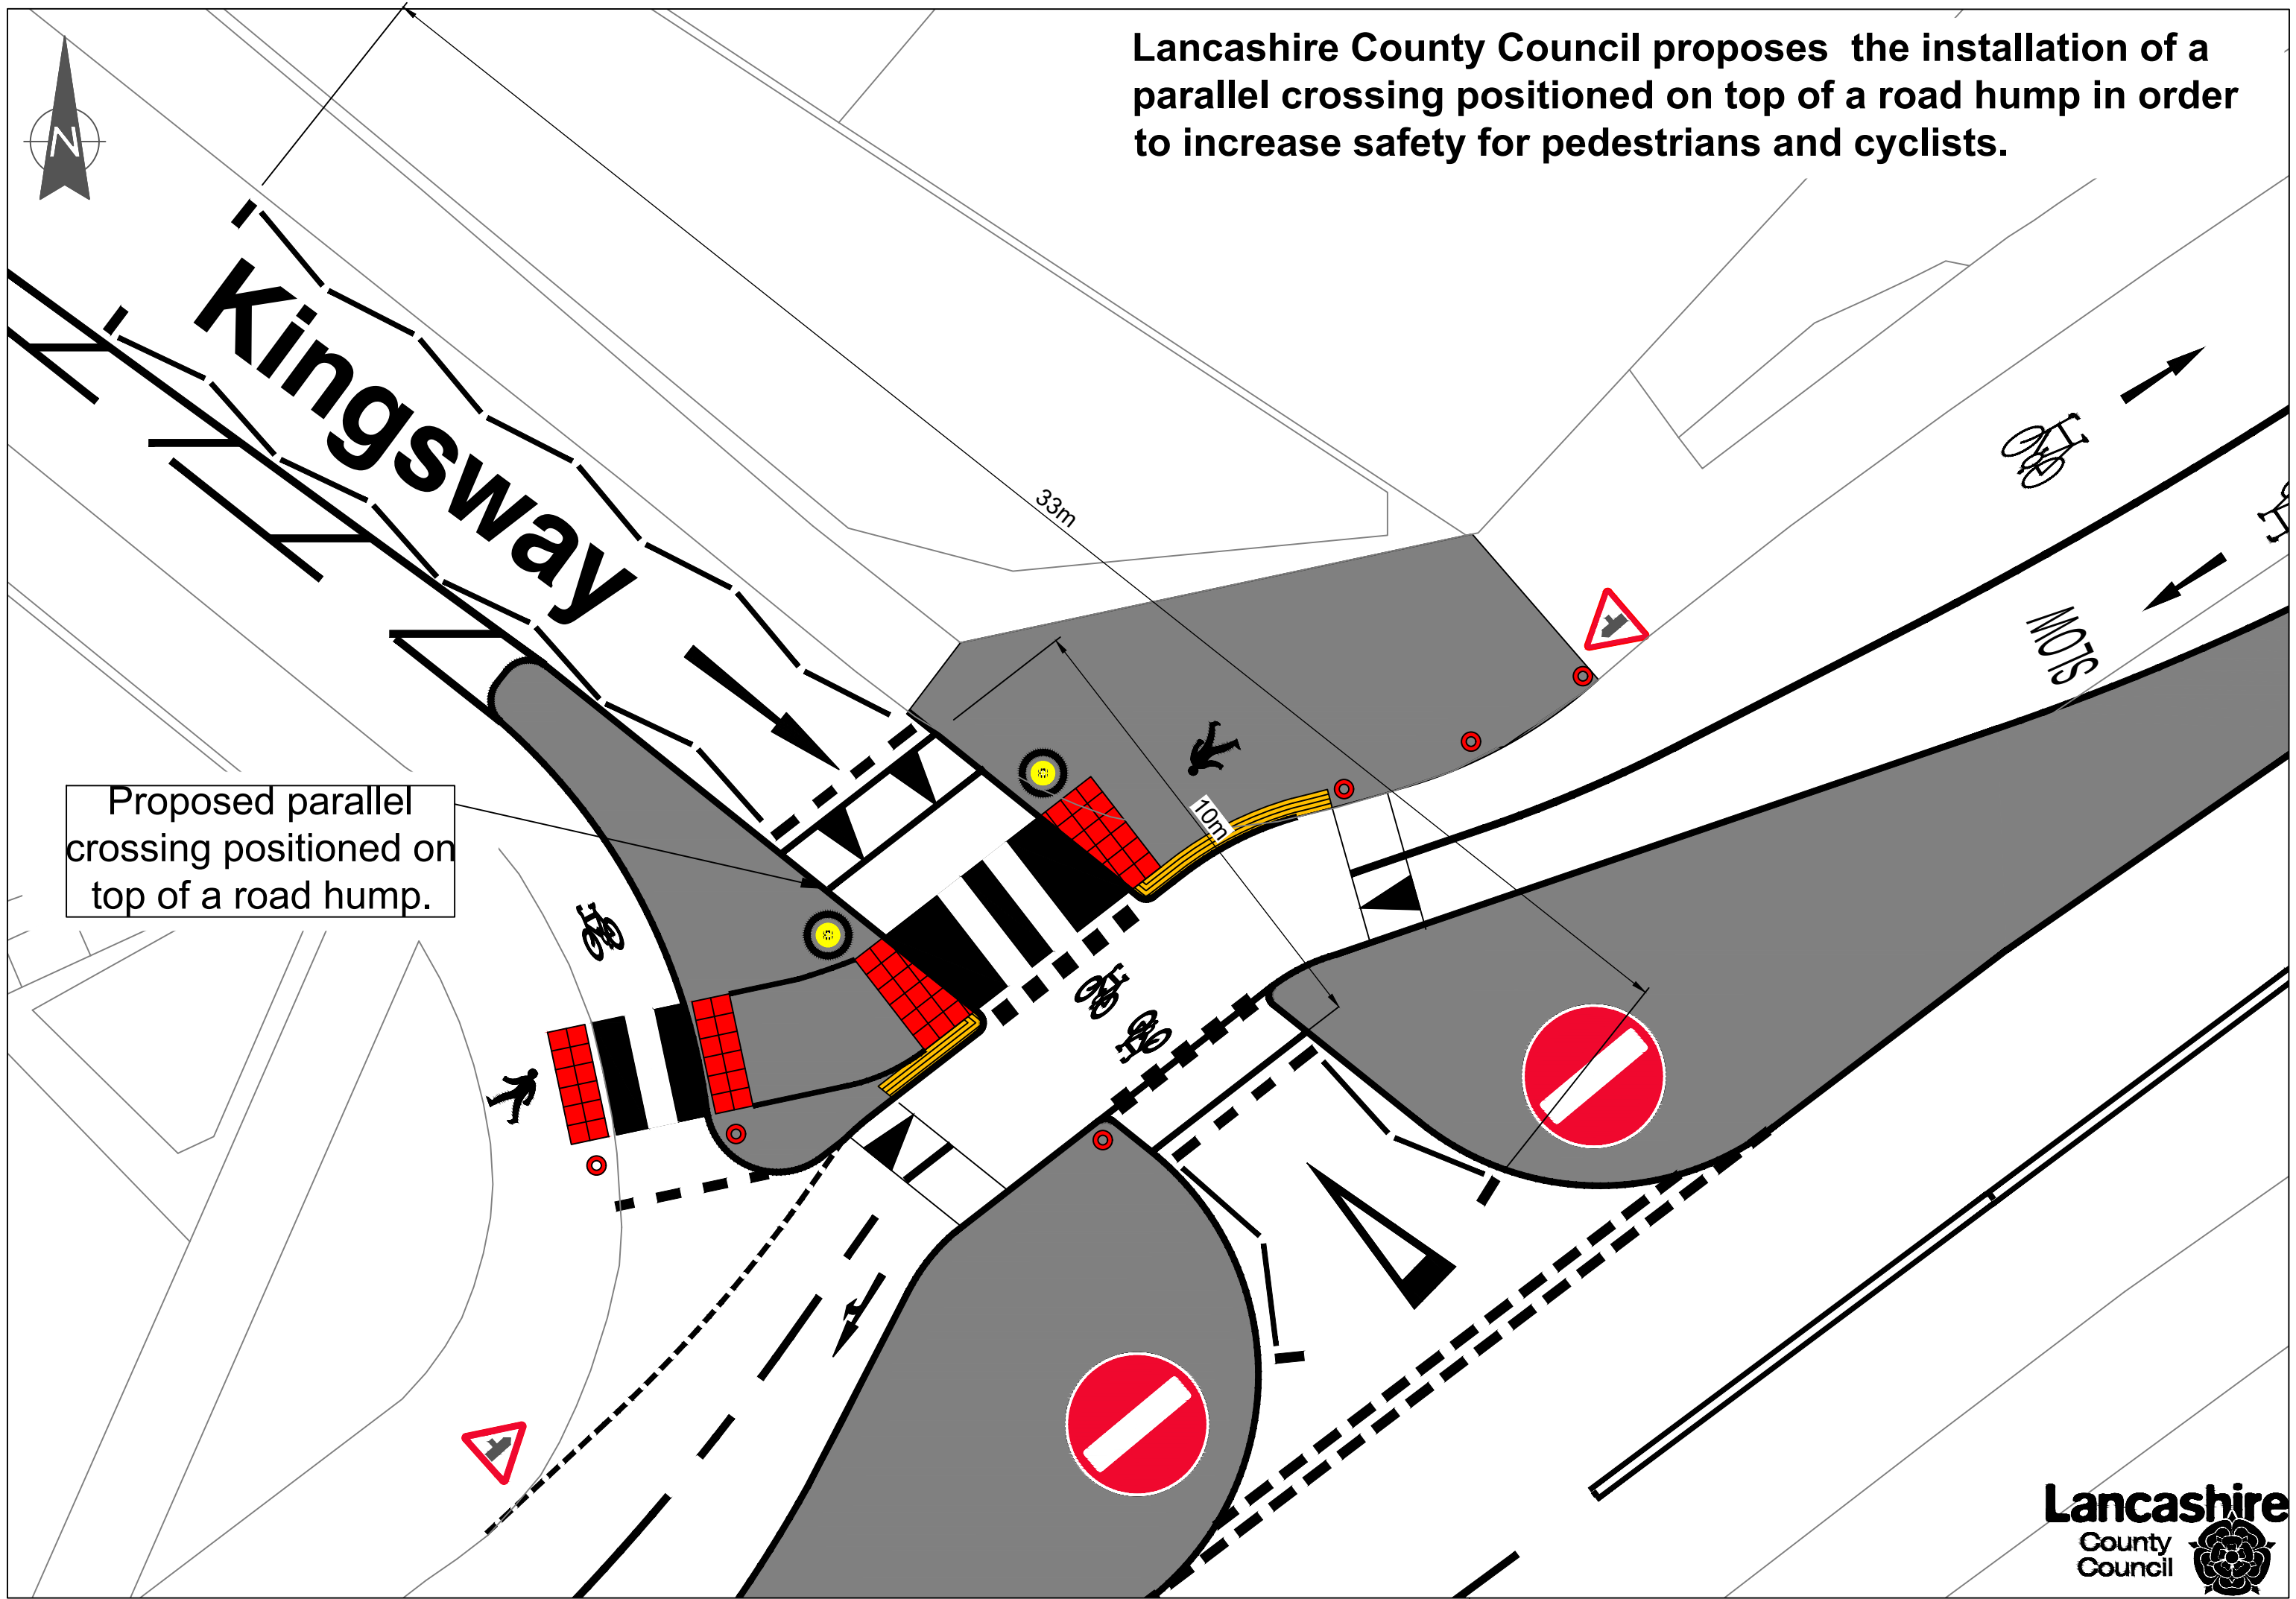 Lancashire County Council proposes the installation of a
parallel crossing positioned on top of a road hump in order
to increase safety for pedestrians and cyclists.
N
Kingsway
33m
SLOW
10m
Proposed parallel
crossing positioned on
top of a road hump.
Lancashire
County
Council